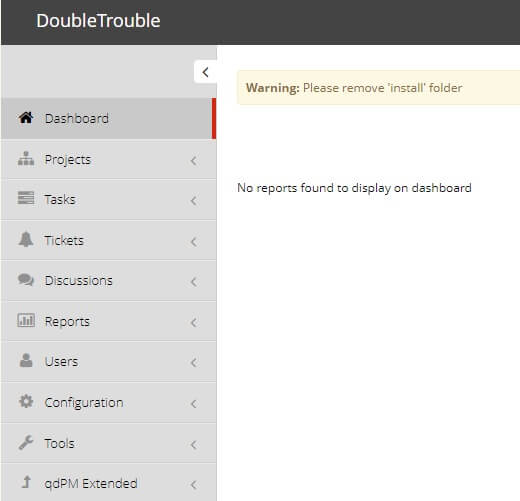 DoubleTrouble
Warning: Please remove 'install' folder
Dashboard
Projects
No reports found to display on dashboard
Tasks
Tickets
Discussions
Reports
Users
Configuration
Tools
qdPM Extended